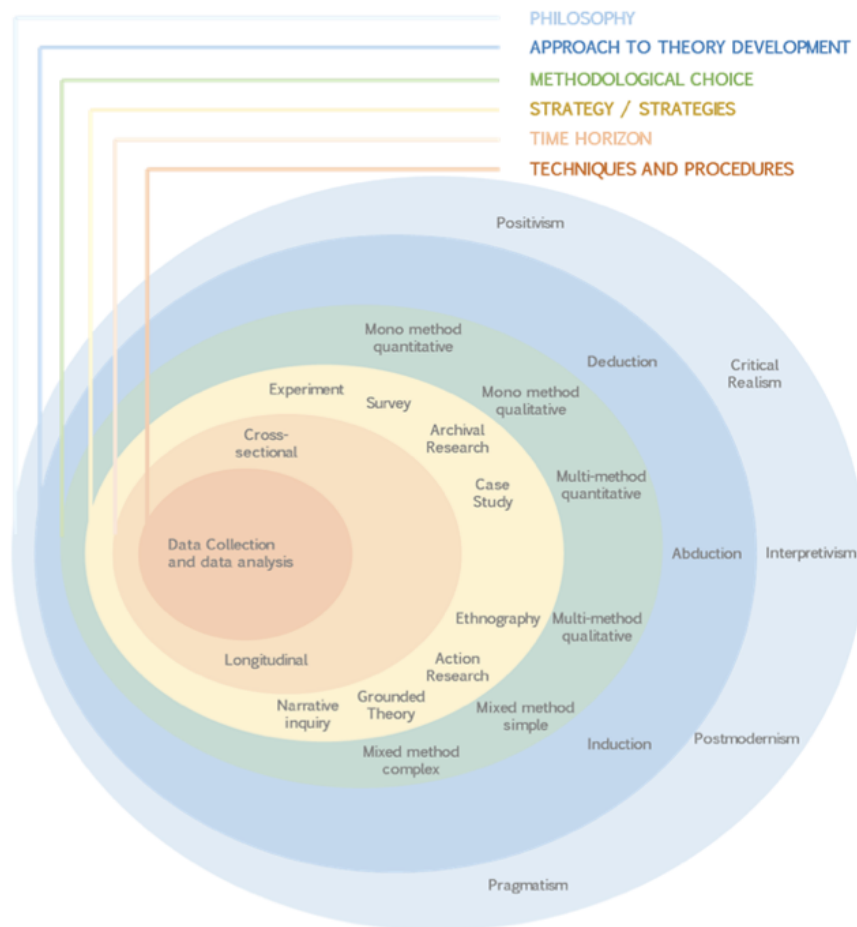 PHILOSOPHY
APPROACH TO THEORY DEVELOPMENT
METHODOLOGICAL CHOICE
STRATEGY / STRATEGIES
TIME HORIZON
TECHNIQUES AND PROCEDURES
Positivism
Critical
Realism
Interpretivism
Postmodernism
Pragmatism
Deduction
Abduction
Induction
Mono method
quantitative
Mono method
qualitative
Multi-method
quantitative
Multi-method
qualitative
Mixed method
simple
Mixed method
complex
Experiment
Survey
Archival
Research
Case
Study
Ethnography
Action
Research
Grounded
Theory
Narrative
inquiry
Cross-
sectional
Longitudinal
Data Collection
and data analysis